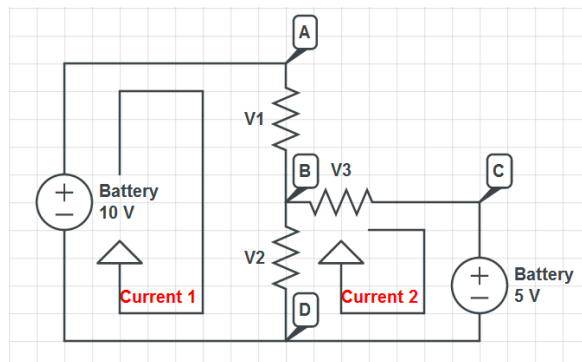 A
V1
B
V3
C
+
Battery
−
10 V
V2
+
Battery
−
5 V
Current 1
Current 2
D